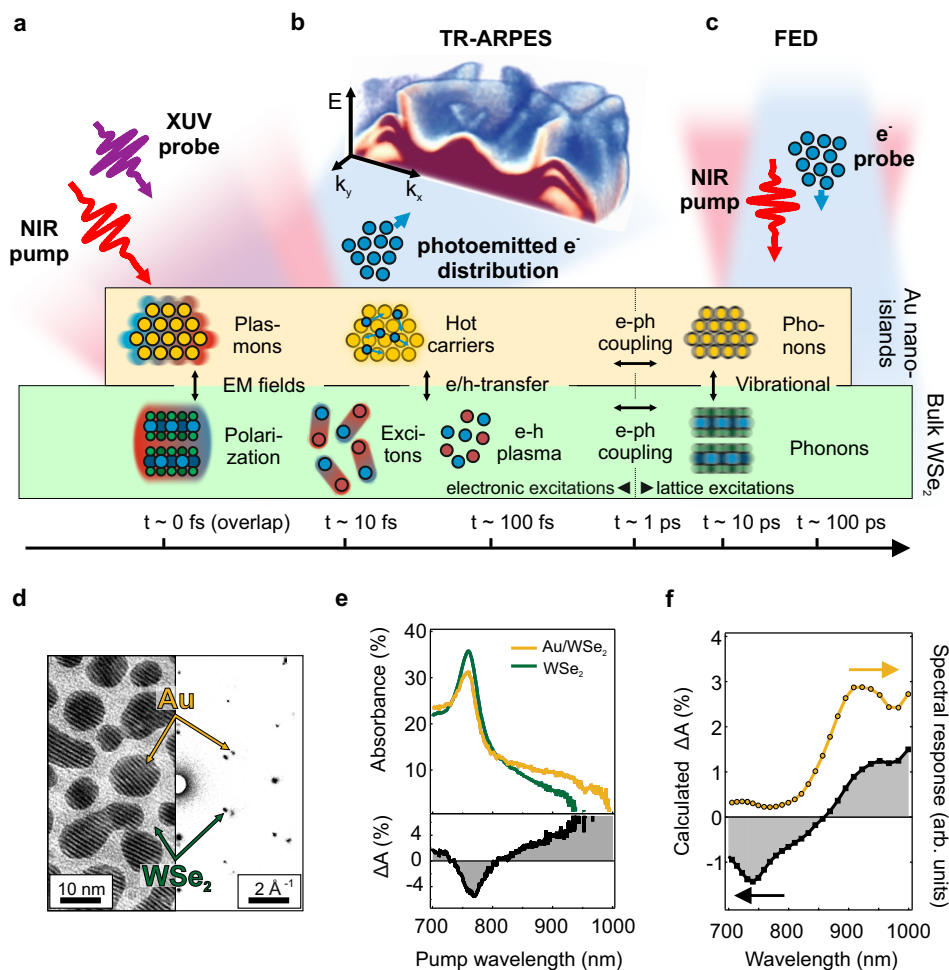 a
b
c
TR-ARPES
FED
XUV
probe
NIR
pump
E
k_y
k_x
photoemitted e⁻
distribution
NIR
pump
e⁻
probe
Plas-
mons
Hot
carriers
e-ph
coupling
Pho-
nons
Au nano-
islands
EM fields
e/h-transfer
Vibrational
Polari-
zation
Exci-
tons
e-h
plasma
e-ph
coupling
Phonons
Bulk WSe₂
electronic excitations ◄ ► lattice excitations
t ~ 0 fs (overlap)
t ~ 10 fs
t ~ 100 fs
t ~ 1 ps
t ~ 10 ps
t ~ 100 ps
d
Au
WSe₂
10 nm
2 Å⁻¹
e
Absorbance (%)
40
30
20
10
Au/WSe₂
WSe₂
ΔA (%)
4
0
-4
700
800
900
1000
Pump wavelength (nm)
f
Calculated ΔA (%)
4
3
2
1
0
-1
Spectral response (arb. units)
700
800
900
1000
Wavelength (nm)